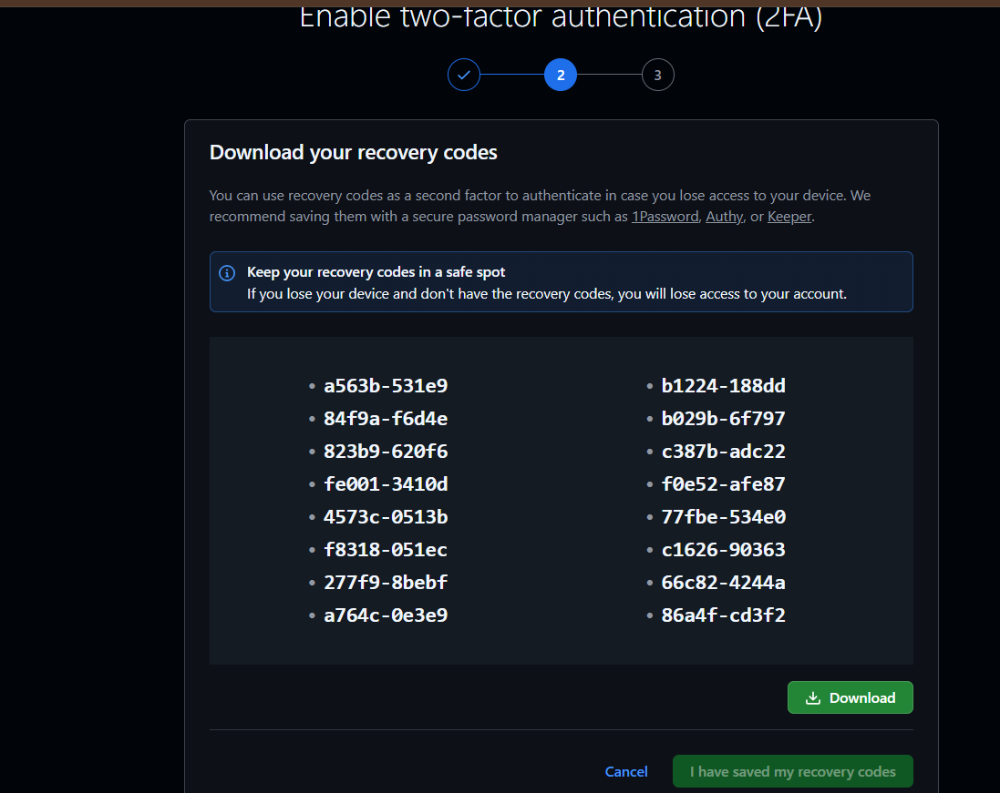 Enable two-factor authentication (2FA)
2
3
Download your recovery codes
You can use recovery codes as a second factor to authenticate in case you lose access to your device. We
recommend saving them with a secure password manager such as 1Password, Authy, or Keeper.
Keep your recovery codes in a safe spot
If you lose your device and don't have the recovery codes, you will lose access to your account.
• a563b-531e9
• 84f9a-f6d4e
• 823b9-620f6
• fe001-3410d
• 4573c-0513b
• f8318-051ec
• 277f9-8bebf
• a764c-0e3e9
• b1224-188dd
• b029b-6f797
• c387b-adc22
• f0e52-afe87
• 77fbe-534e0
• c1626-90363
• 66c82-4244a
• 86a4f-cd3f2
Download
Cancel
I have saved my recovery codes